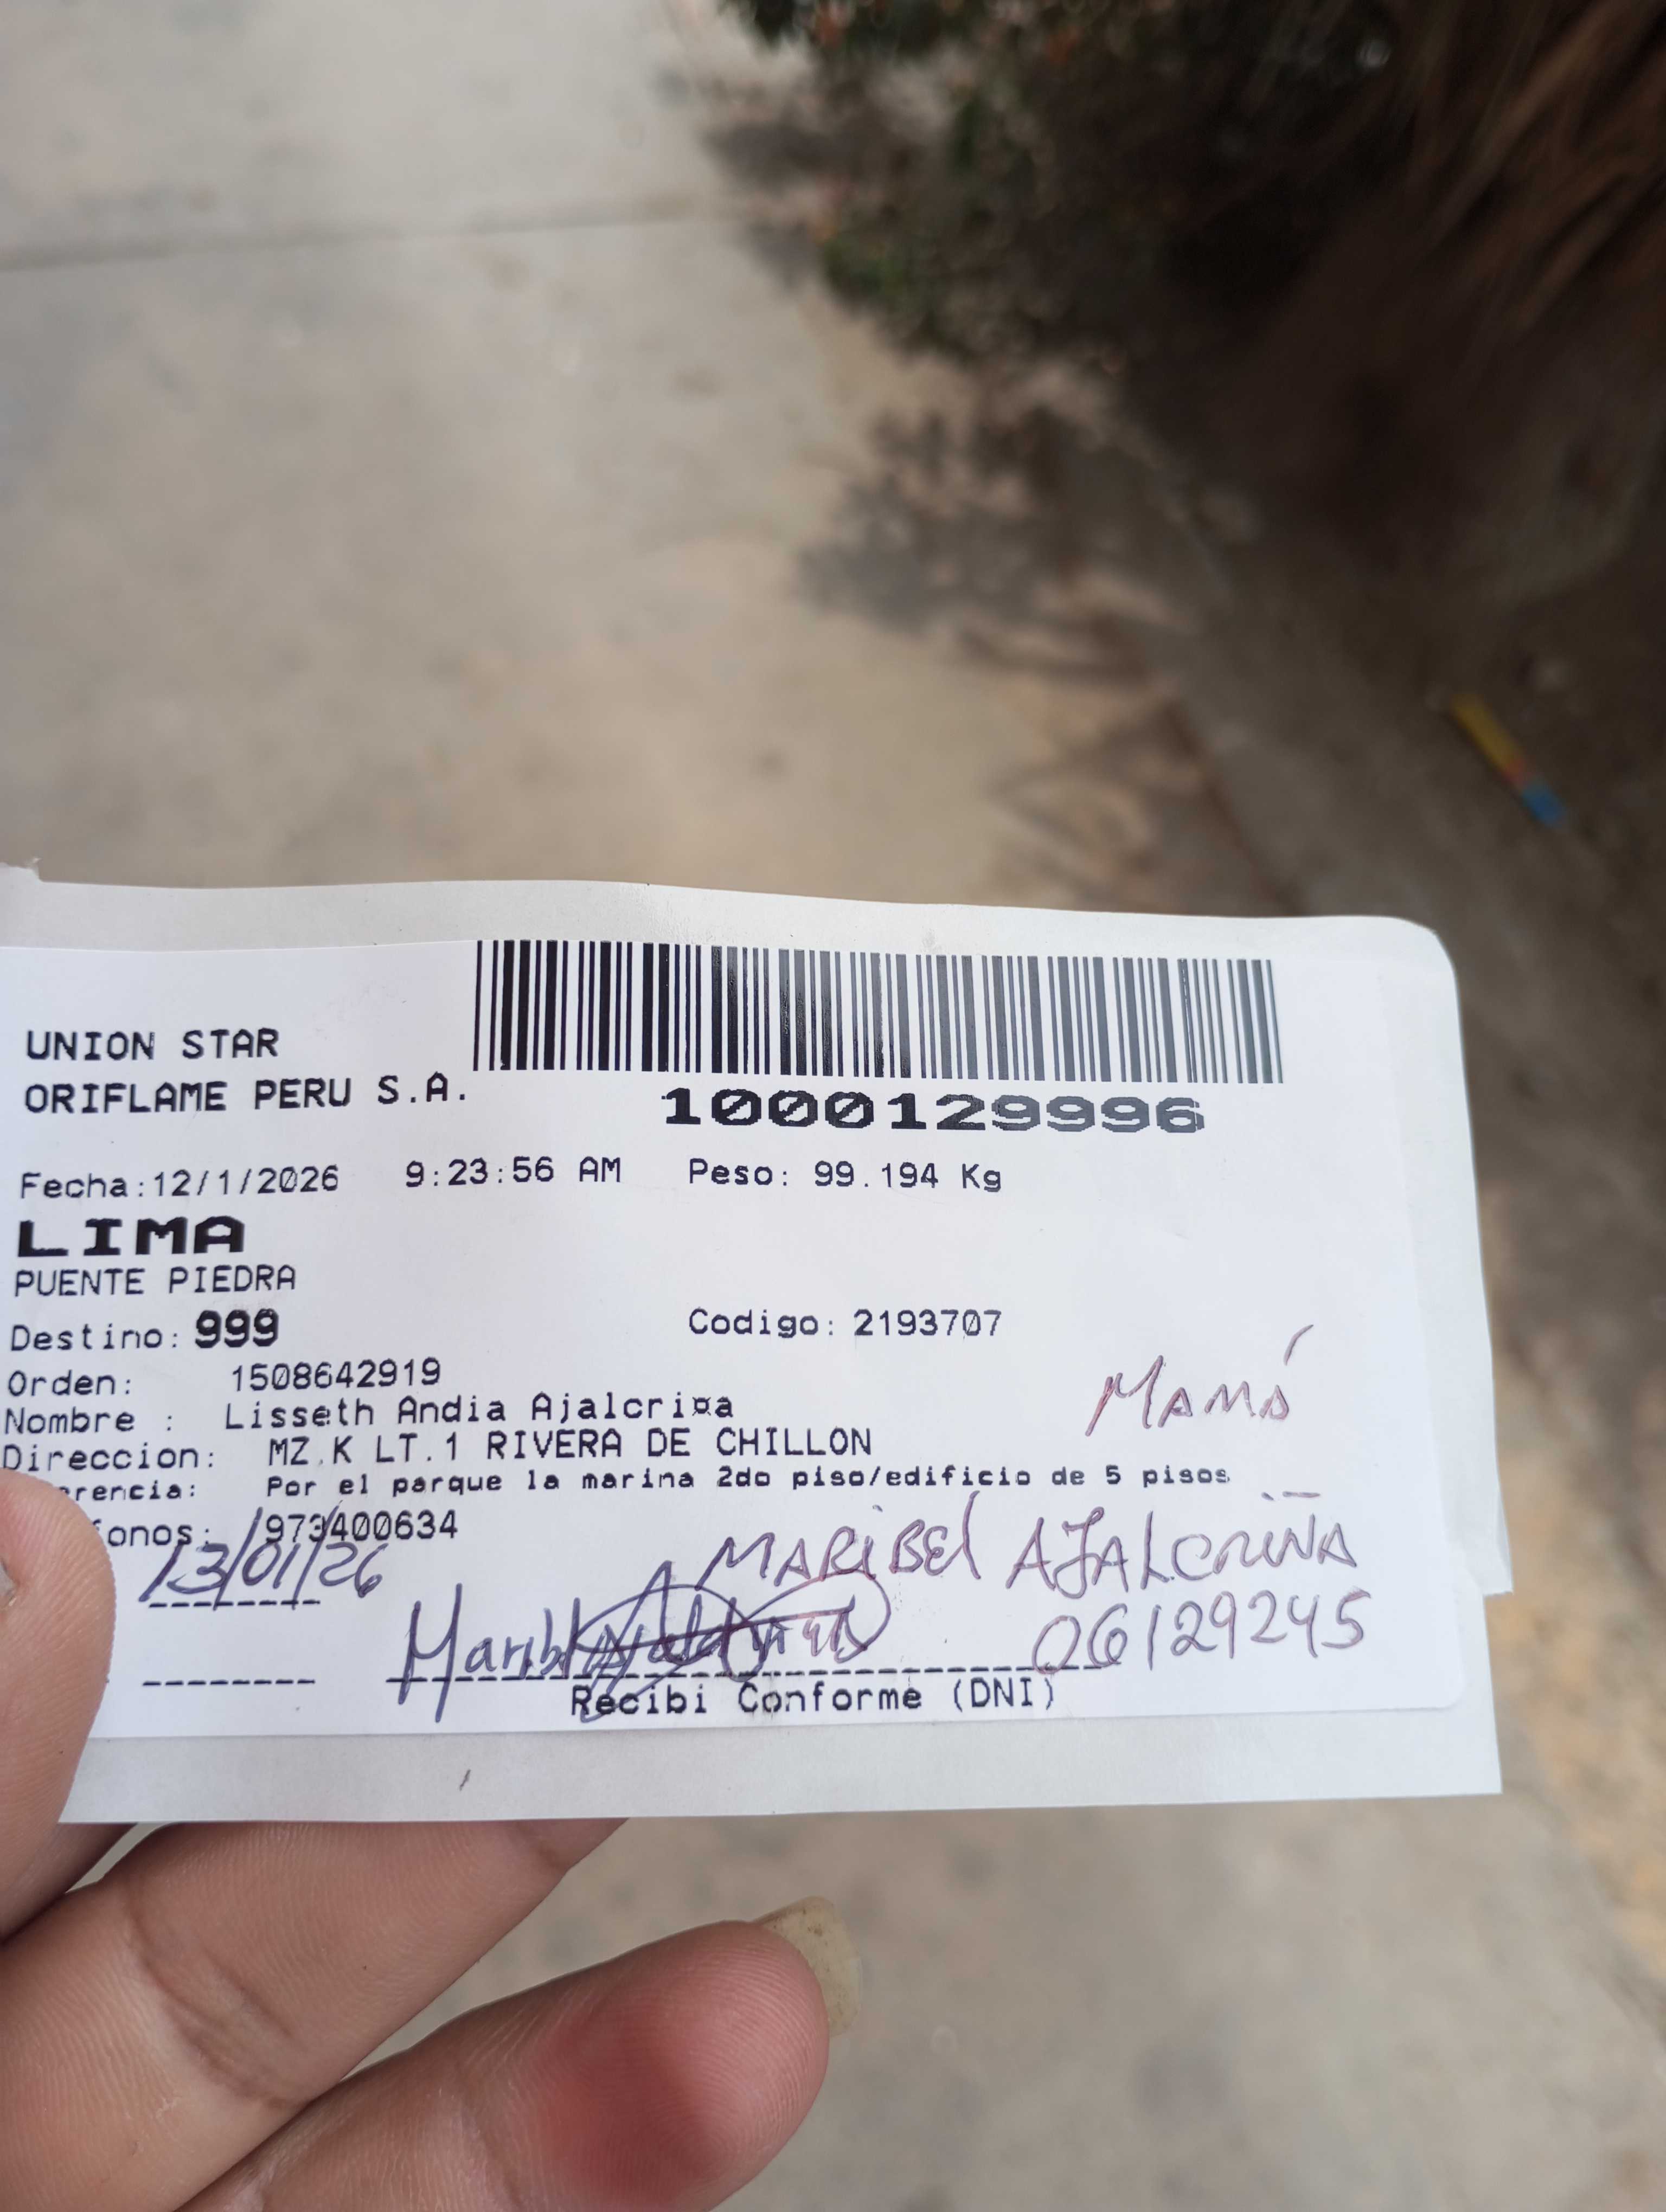 UNION STAR
ORIFLAME PERU S.A.
1000129996
Fecha:12/1/2026 9:23:56 AM Peso: 99.194 Kg
LIMA
PUENTE PIEDRA
Destino: 999 Codigo: 2193707
Orden: 1508642919
Mamá
Nombre : Lisseth Andia Ajalcri¤a
Direccion: MZ.K LT.1 RIVERA DE CHILLON
erencia: Por el parque la marina 2do piso/edificio de 5 pisos
fonos: 973400634
13/01/26
MARIBEl AJALCRIÑA
06129245
Recibi Conforme (DNI)